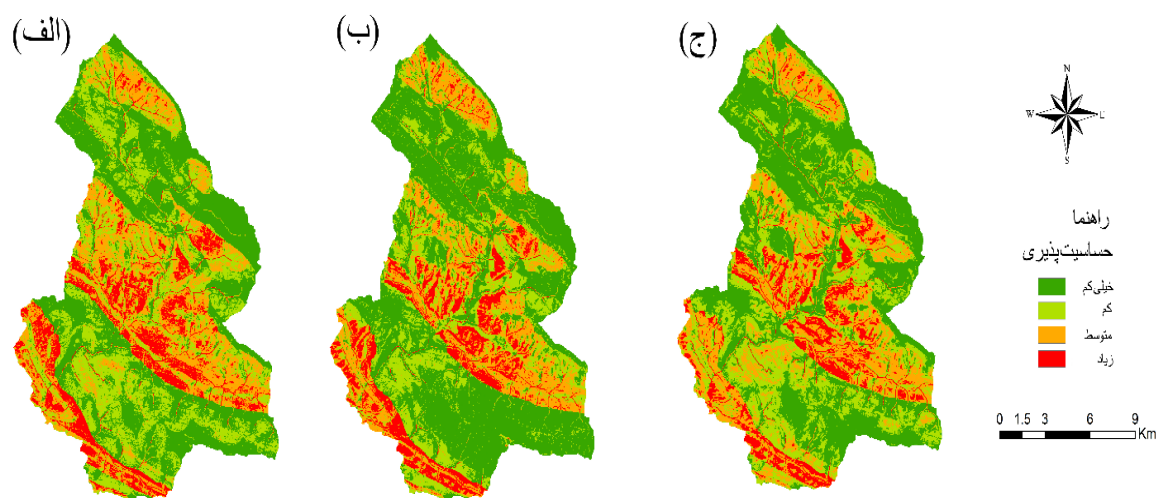 (الف)
(ب)
(ج)
N
W
E
S
راهنما
حساسیت‌پذیری
خیلی‌کم
کم
متوسط
زیاد
0 1.5 3 6 9
Km